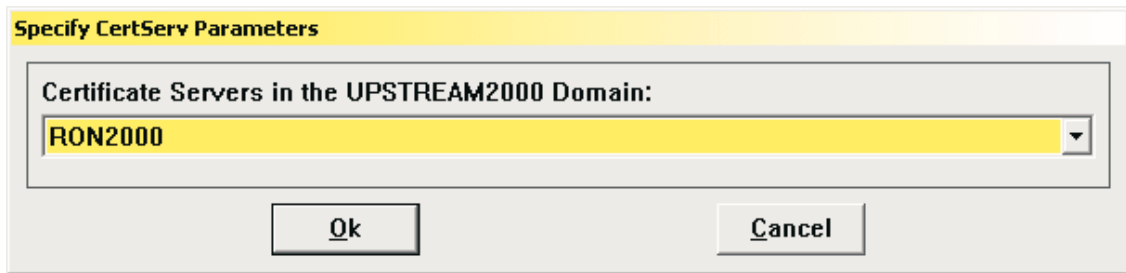 Specify CertServ Parameters
Certificate Servers in the UPSTREAM2000 Domain:
RON2000
Ok Cancel